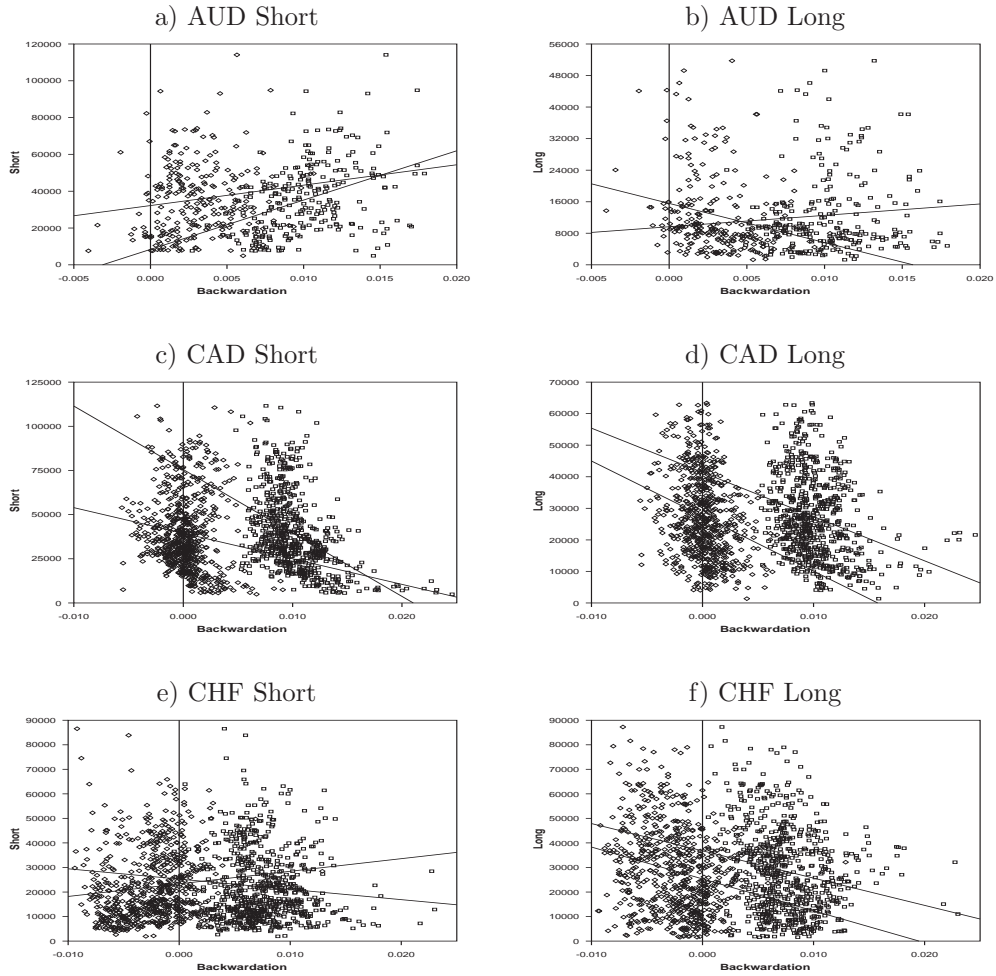 a) AUD Short
120000
100000
80000
60000
40000
20000
0
Short
-0.005 0.000 0.005 0.010 0.015 0.020
Backwardation
b) AUD Long
56000
48000
40000
32000
24000
16000
8000
0
Long
-0.005 0.000 0.005 0.010 0.015 0.020
Backwardation
c) CAD Short
125000
100000
75000
50000
25000
0
Short
-0.010 0.000 0.010 0.020
Backwardation
d) CAD Long
70000
60000
50000
40000
30000
20000
10000
0
Long
-0.010 0.000 0.010 0.020
Backwardation
e) CHF Short
90000
80000
70000
60000
50000
40000
30000
20000
10000
0
Short
-0.010 0.000 0.010 0.020
Backwardation
f) CHF Long
90000
80000
70000
60000
50000
40000
30000
20000
10000
0
Long
-0.010 0.000 0.010 0.020
Backwardation